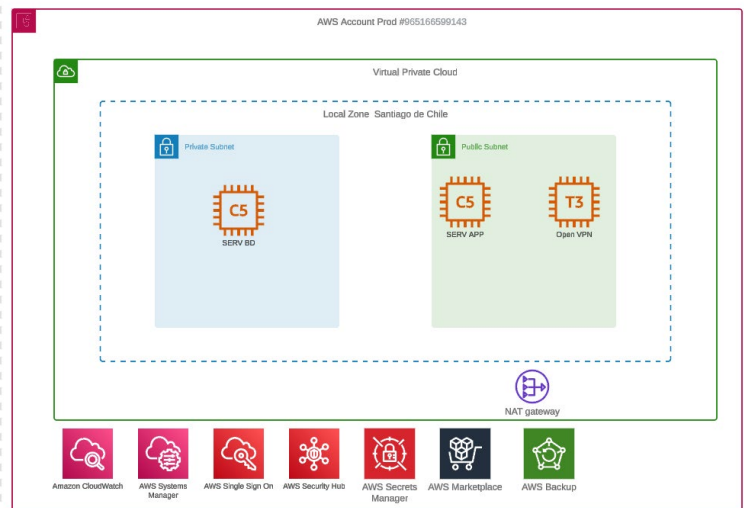 AWS Account Prod #965166599143
Virtual Private Cloud
Local Zone Santiago de Chile
Private Subnet
Public Subnet
C5
C5
T3
SERV BD
SERV APP
Open VPN
NAT gateway
Amazon CloudWatch
AWS Systems
Manager
AWS Single Sign On
AWS Security Hub
AWS Secrets
Manager
AWS Marketplace
AWS Backup